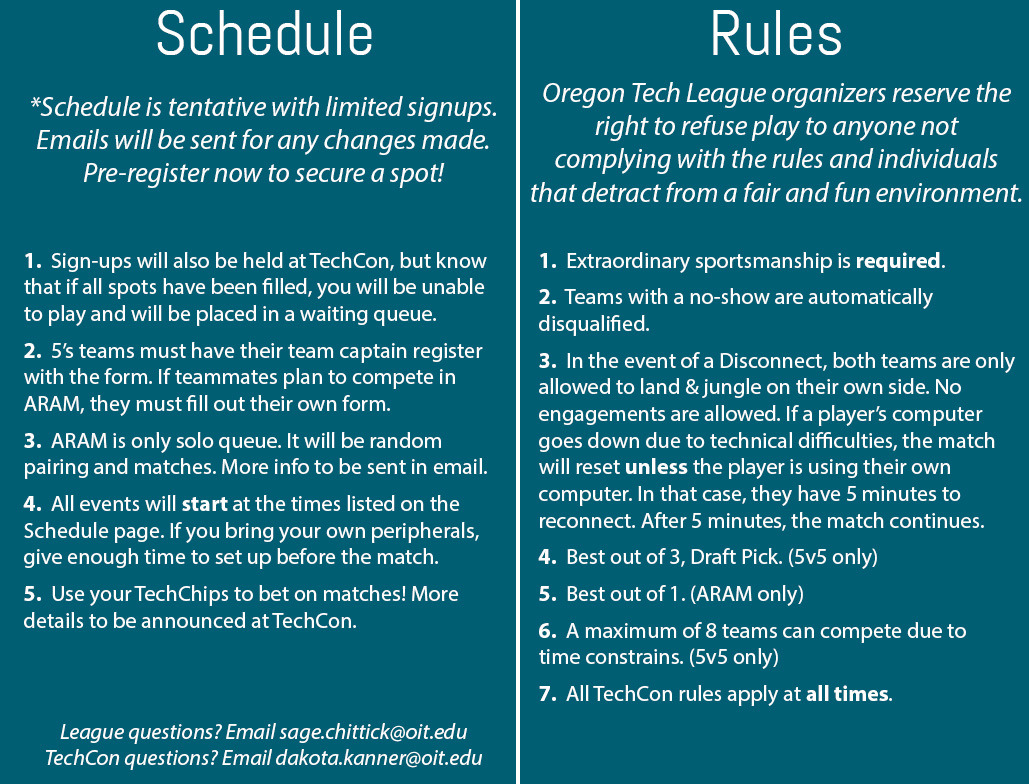 Schedule
*Schedule is tentative with limited signups.
Emails will be sent for any changes made.
Pre-register now to secure a spot!
1. Sign-ups will also be held at TechCon, but know
that if all spots have been filled, you will be unable
to play and will be placed in a waiting queue.
2. 5's teams must have their team captain register
with the form. If teammates plan to compete in
ARAM, they must fill out their own form.
3. ARAM is only solo queue. It will be random
pairing and matches. More info to be sent in email.
4. All events will start at the times listed on the
Schedule page. If you bring your own peripherals,
give enough time to set up before the match.
5. Use your TechChips to bet on matches! More
details to be announced at TechCon.
League questions? Email sage.chittick@oit.edu
TechCon questions? Email dakota.kanner@oit.edu
Rules
Oregon Tech League organizers reserve the
right to refuse play to anyone not
complying with the rules and individuals
that detract from a fair and fun environment.
1. Extraordinary sportsmanship is required.
2. Teams with a no-show are automatically
disqualified.
3. In the event of a Disconnect, both teams are only
allowed to land & jungle on their own side. No
engagements are allowed. If a player's computer
goes down due to technical difficulties, the match
will reset unless the player is using their own
computer. In that case, they have 5 minutes to
reconnect. After 5 minutes, the match continues.
4. Best out of 3, Draft Pick. (5v5 only)
5. Best out of 1. (ARAM only)
6. A maximum of 8 teams can compete due to
time constrains. (5v5 only)
7. All TechCon rules apply at all times.